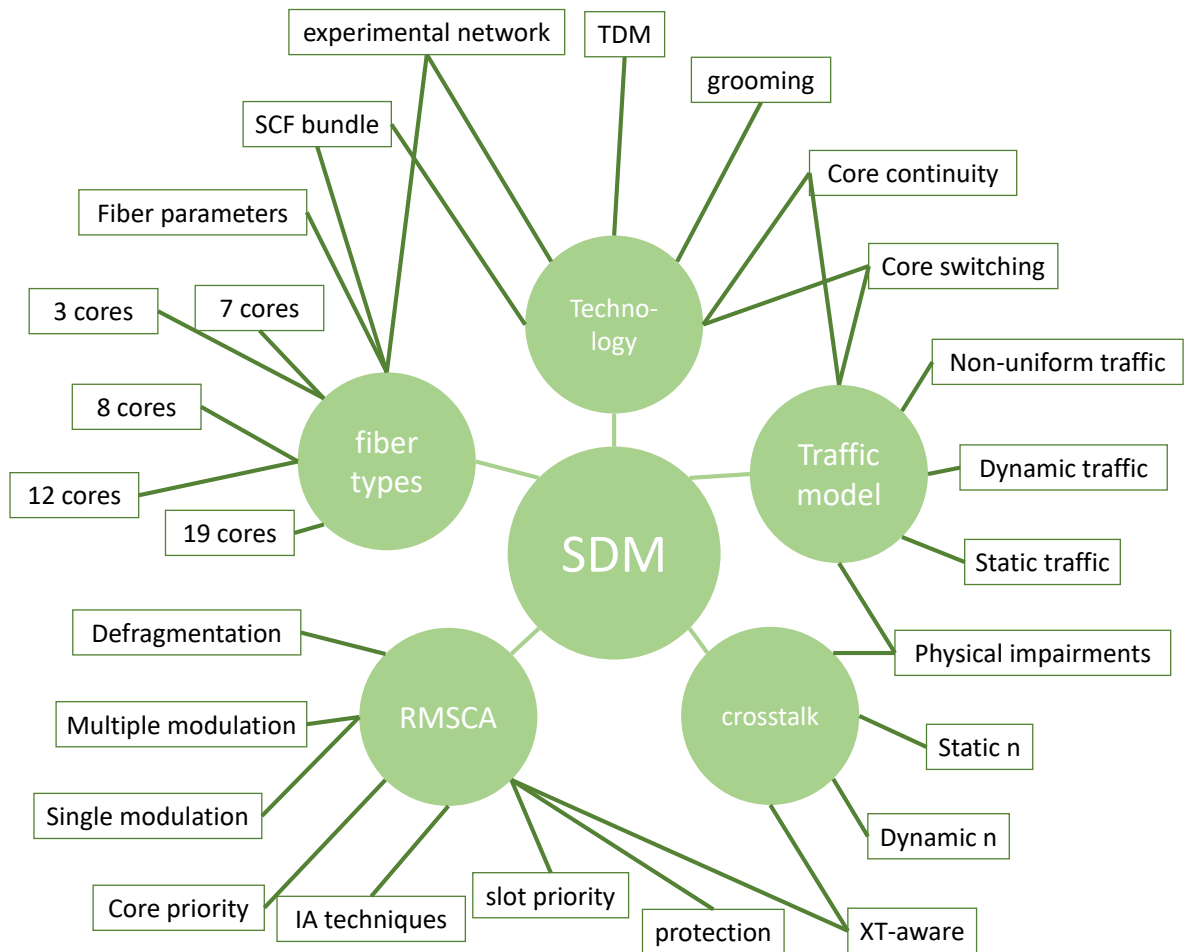 experimental network
TDM
grooming
SCF bundle
Core continuity
Fiber parameters
Core switching
3 cores
7 cores
Techno-
logy
Non-uniform traffic
8 cores
fiber
types
Traffic
model
Dynamic traffic
12 cores
19 cores
SDM
Static traffic
Defragmentation
Physical impairments
Multiple modulation
RMSCA
crosstalk
Static n
Single modulation
Dynamic n
Core priority
IA techniques
slot priority
protection
XT-aware